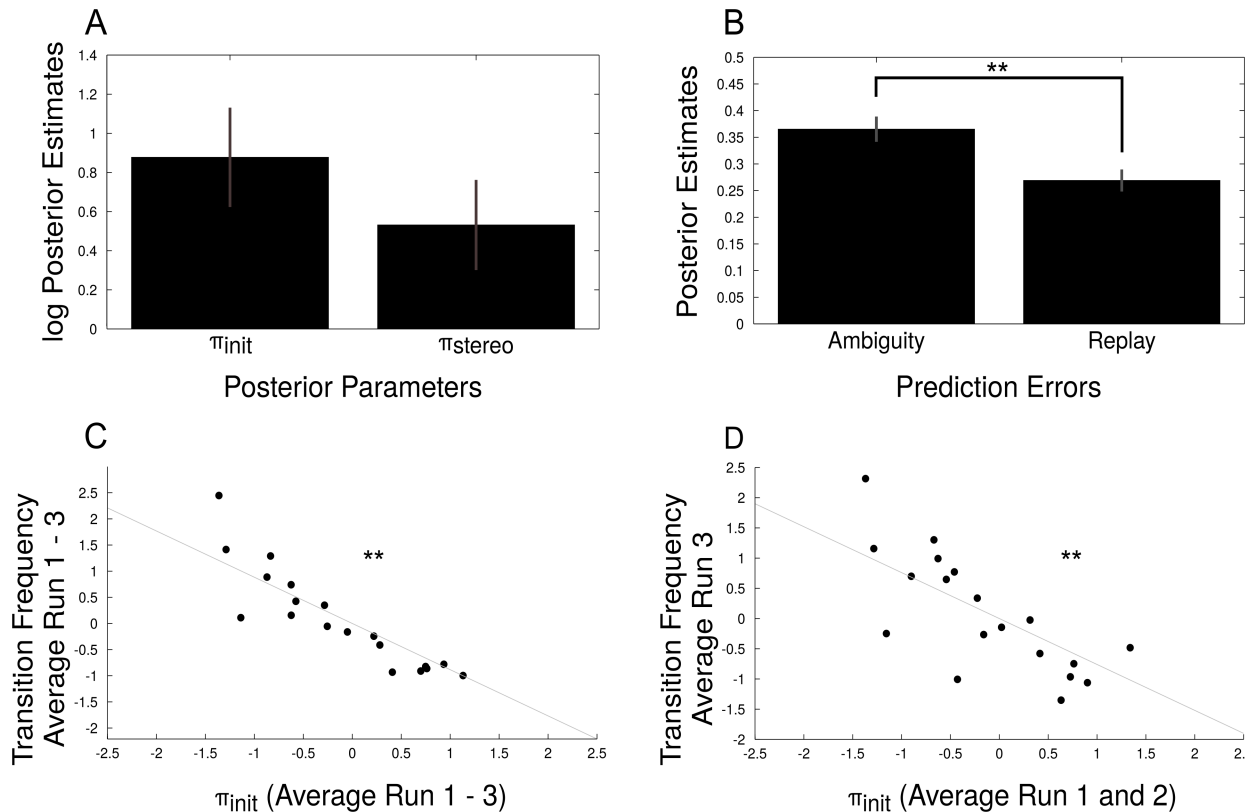 A
log Posterior Estimates
1.4
1.2
1
0.8
0.6
0.4
0.2
0
πinit
πstereo
Posterior Parameters
B
Posterior Estimates
0.5
0.45
0.4
0.35
0.3
0.25
0.2
0.15
0.1
0.05
0
**
Ambiguity
Replay
Prediction Errors
C
Transition Frequency
Average Run 1 - 3
2.5
2
1.5
1
0.5
0
-0.5
-1
-1.5
-2
**
-2.5 -2 -1.5 -1 -0.5 0 0.5 1 1.5 2 2.5
πinit (Average Run 1 - 3)
D
Transition Frequency
Average Run 3
2.5
2
1.5
1
0.5
0
-0.5
-1
-1.5
-2
**
-2.5 -2 -1.5 -1 -0.5 0 0.5 1 1.5 2
πinit (Average Run 1 and 2)